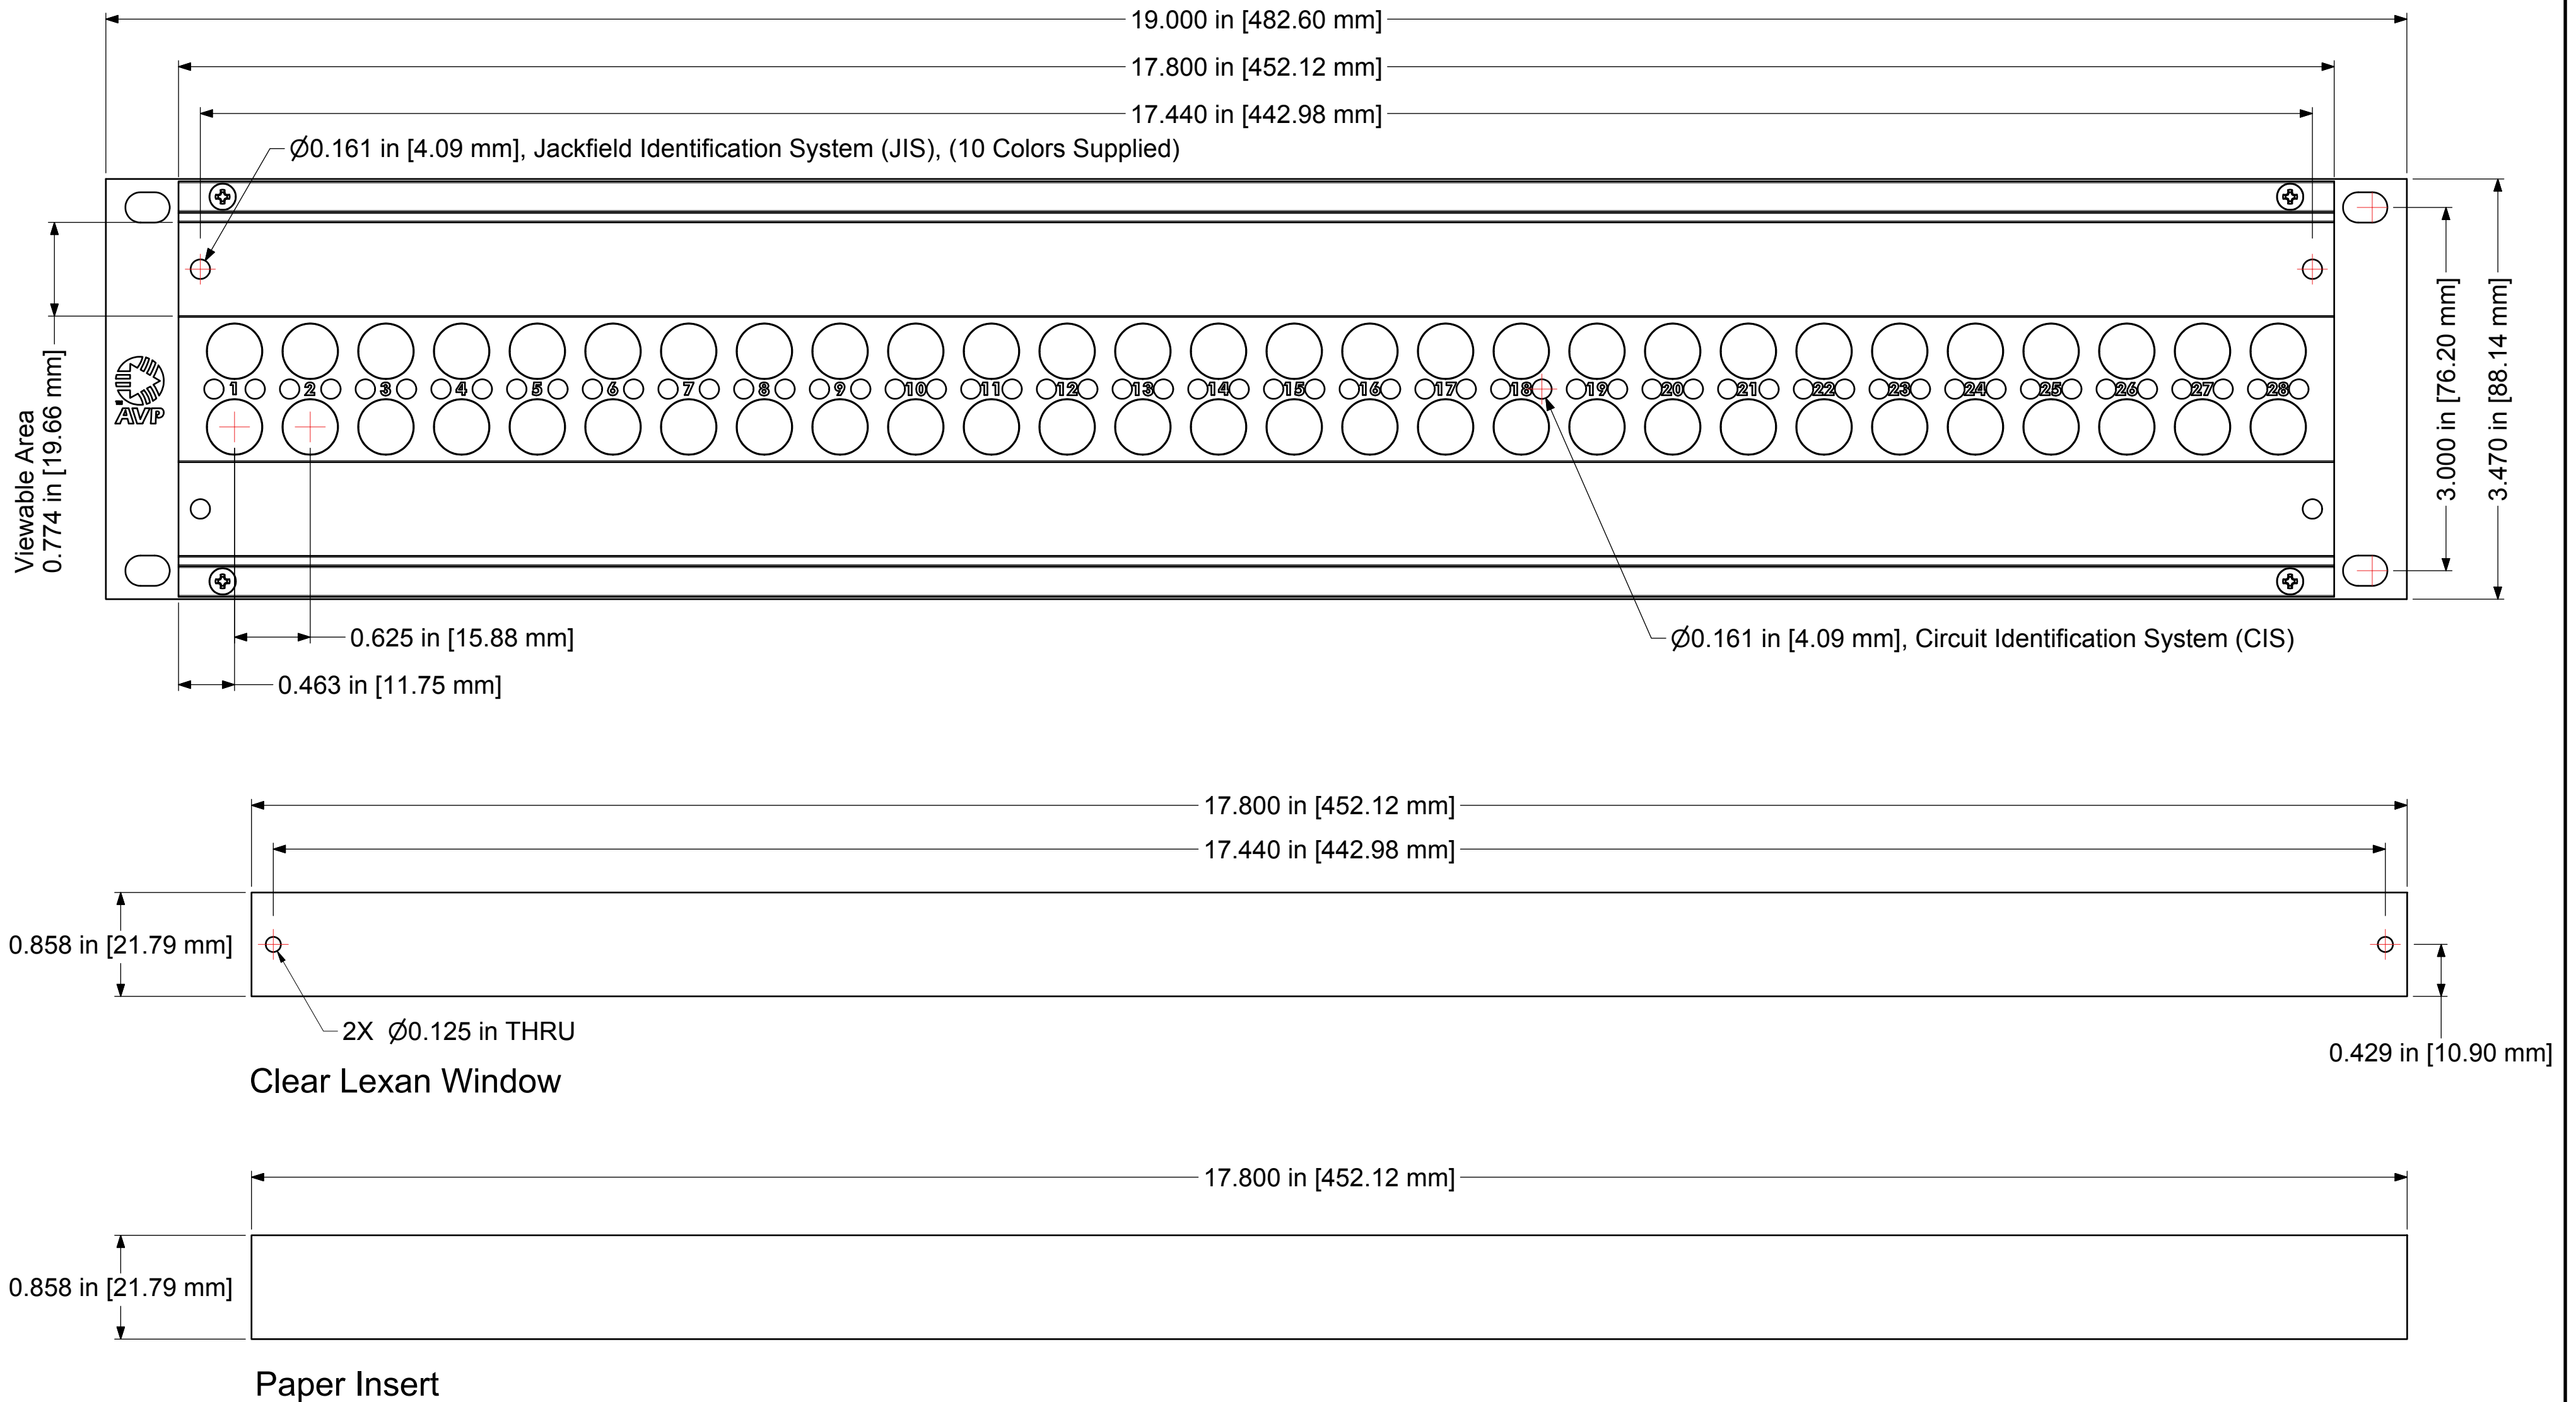 19.000 in [482.60 mm]
17.800 in [452.12 mm]
17.440 in [442.98 mm]
Ø0.161 in [4.09 mm], Jackfield Identification System (JIS), (10 Colors Supplied)
Viewable Area
0.774 in [19.66 mm]
AVP
1 2 3 4 5 6 7 8 9 10 11 12 13 14 15 16 17 18 19 20 21 22 23 24 25 26 27 28
3.000 in [76.20 mm]
3.470 in [88.14 mm]
0.625 in [15.88 mm]
Ø0.161 in [4.09 mm], Circuit Identification System (CIS)
0.463 in [11.75 mm]
17.800 in [452.12 mm]
17.440 in [442.98 mm]
0.858 in [21.79 mm]
2X Ø0.125 in THRU
0.429 in [10.90 mm]
Clear Lexan Window
17.800 in [452.12 mm]
0.858 in [21.79 mm]
Paper Insert